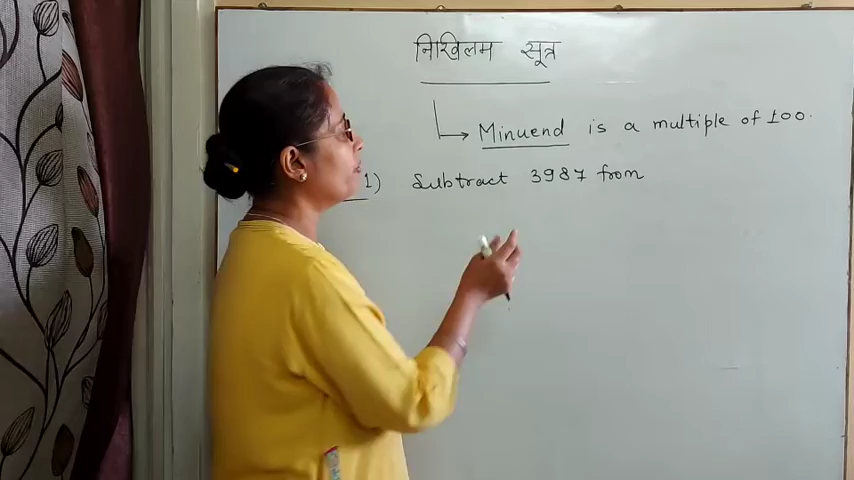 निखिलम सूत्र
Minuend is a multiple of 100.
1) Subtract 3987 from